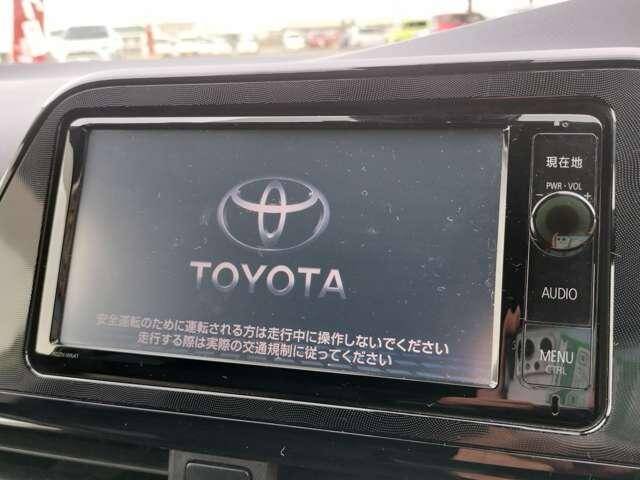 現在地
PWR・VOL
－ +
TOYOTA
AUDIO
安全運転のために運転される方は走行中に操作しないでください
走行する際は実際の交通規制に従ってください
MENU
CTRL